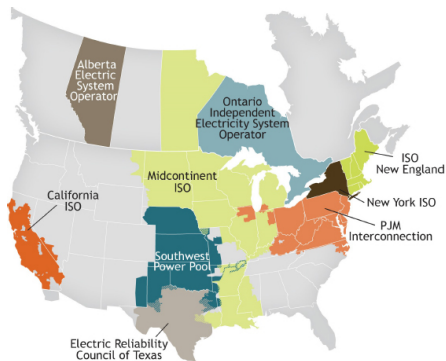 Alberta
Electric
System
Operator
Ontario
Independent
Electricity System
Operator
ISO
New England
Midcontinent
ISO
California
ISO
New York ISO
PJM
Interconnection
Southwest
Power Pool
Electric Reliability
Council of Texas